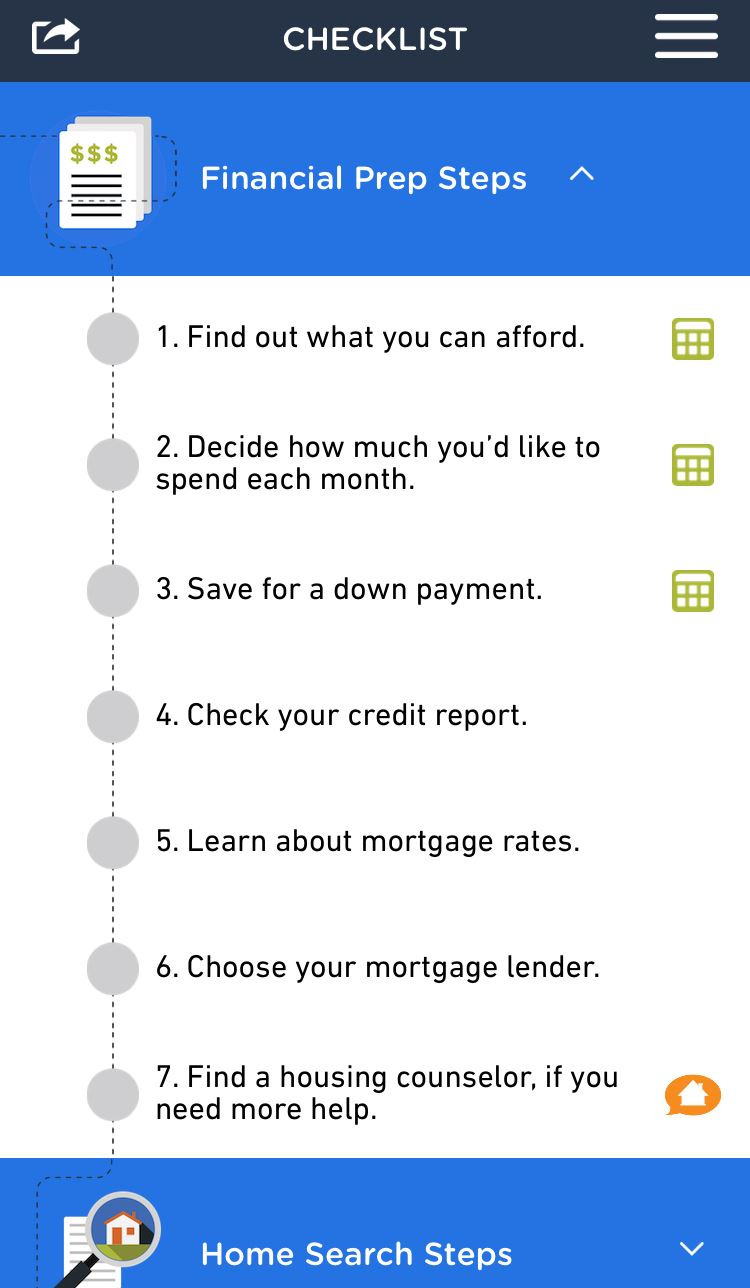 CHECKLIST
$$$
Financial Prep Steps
1. Find out what you can afford.
2. Decide how much you’d like to
spend each month.
3. Save for a down payment.
4. Check your credit report.
5. Learn about mortgage rates.
6. Choose your mortgage lender.
7. Find a housing counselor, if you
need more help.
Home Search Steps